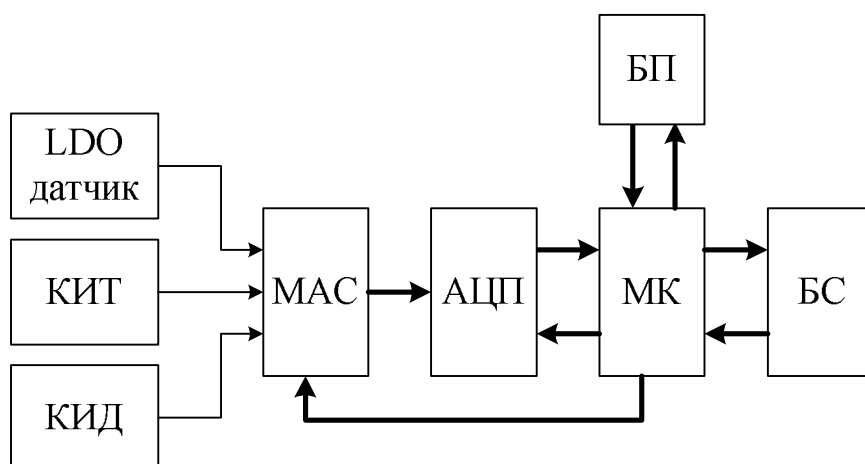 БП
LDO
датчик
КИТ
МАС
АЦП
МК
БС
КИД